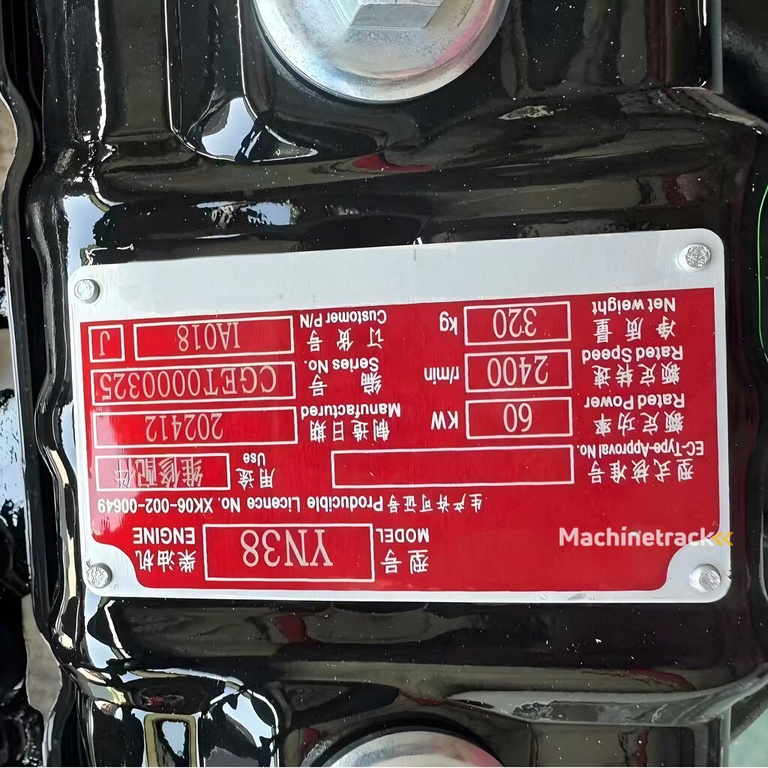 型号 MODEL YN38 柴油机 ENGINE
生产许可证号 Producible Licence No. XK06-002-00649
型式核准号 EC-Type-Approval No. 用途 Use 维修配件
额定功率 Rated Power 60 KW 制造日期 Manufactured 202412
额定转速 Rated Speed 2400 r/min 编号 Series No. CGET0000325
净质量 Net weight 320 kg 订货号 Customer P/N IA018 J
Machinetrack